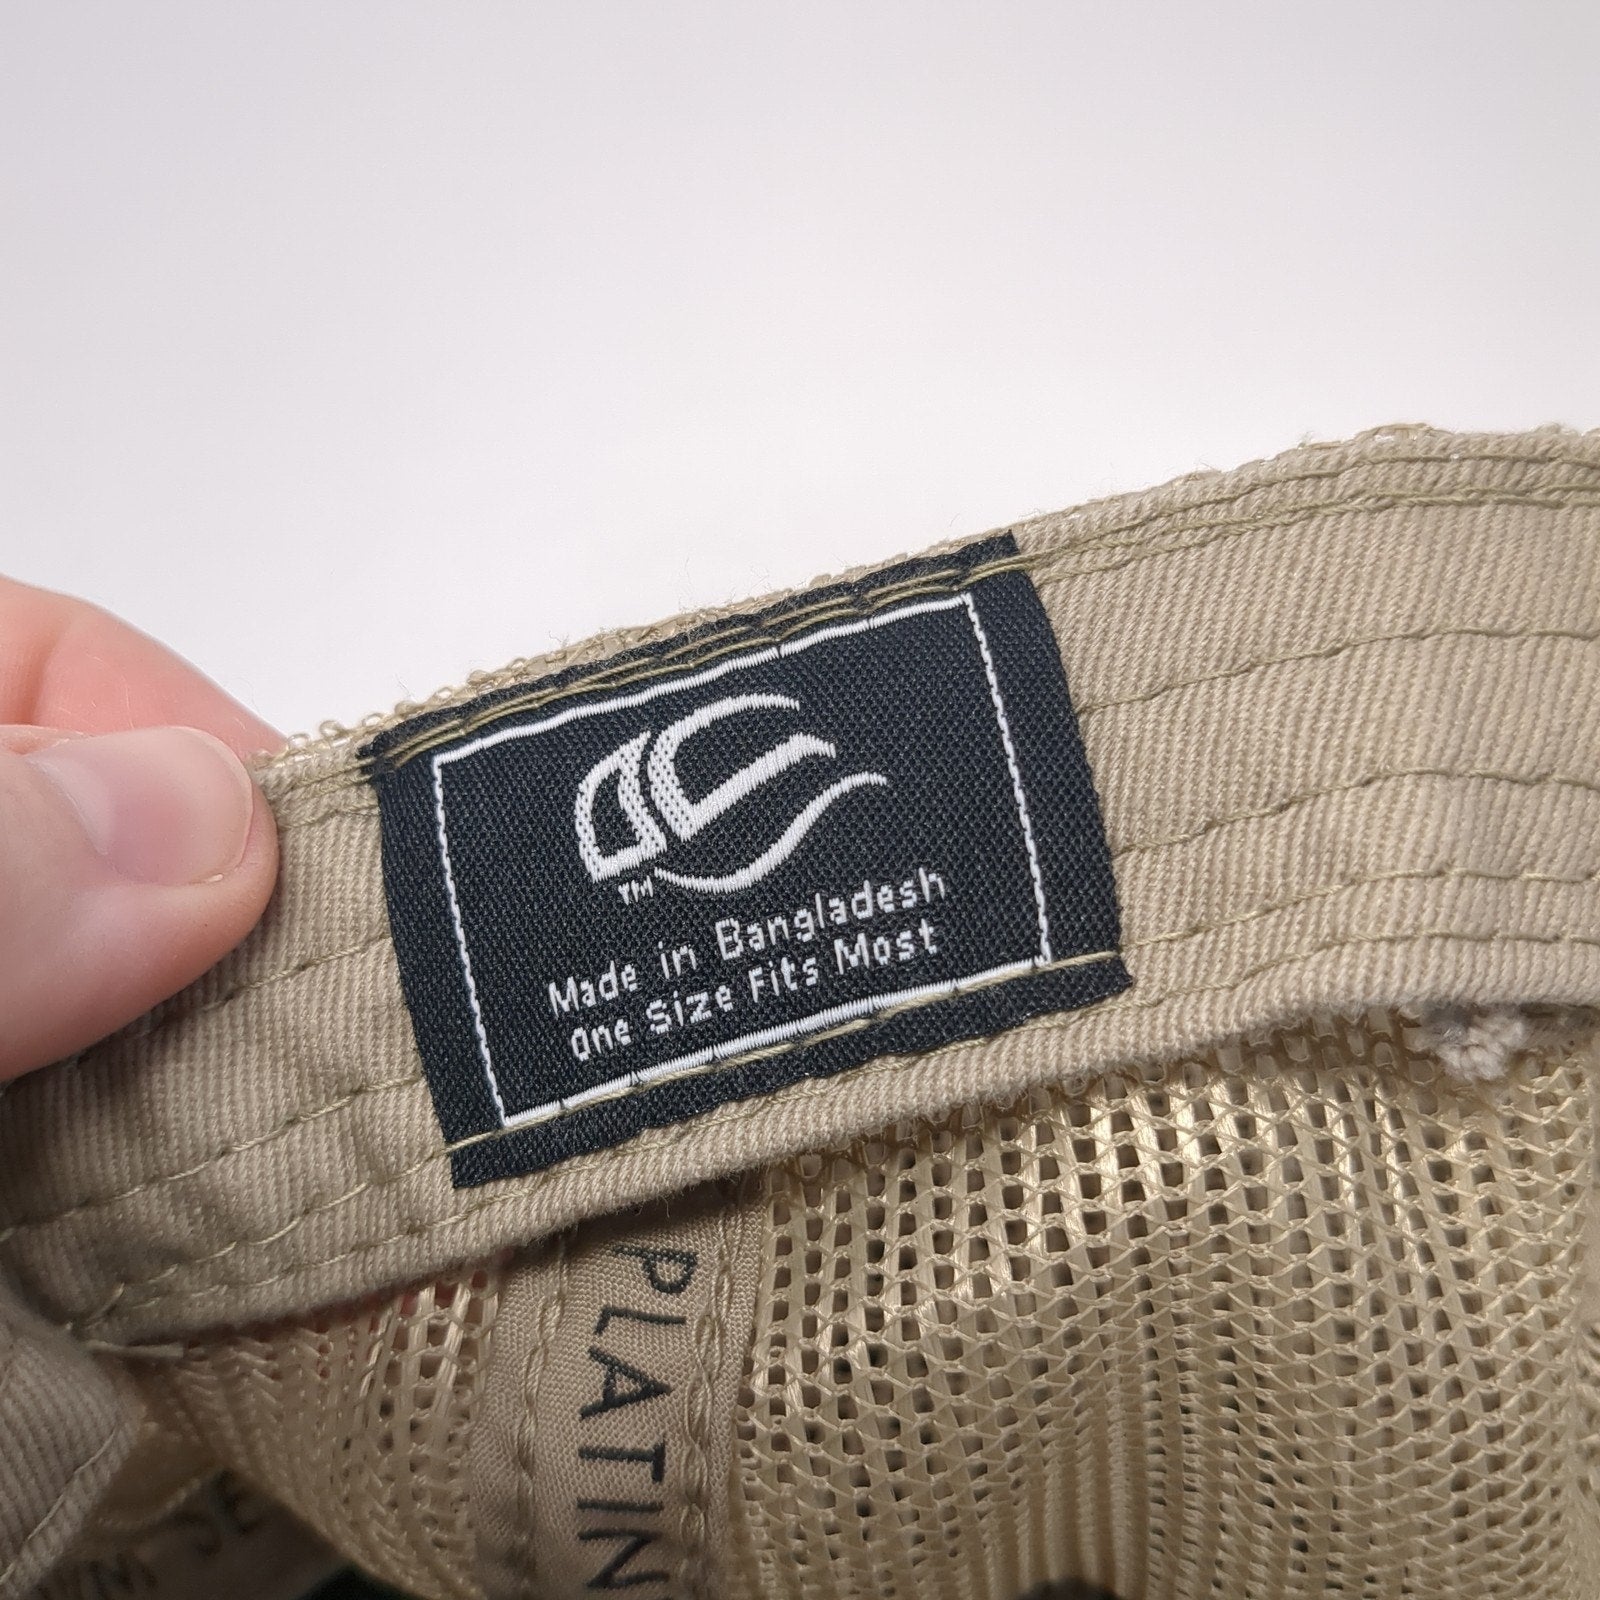 TM
Made in Bangladesh
One Size Fits Most
PLATIN